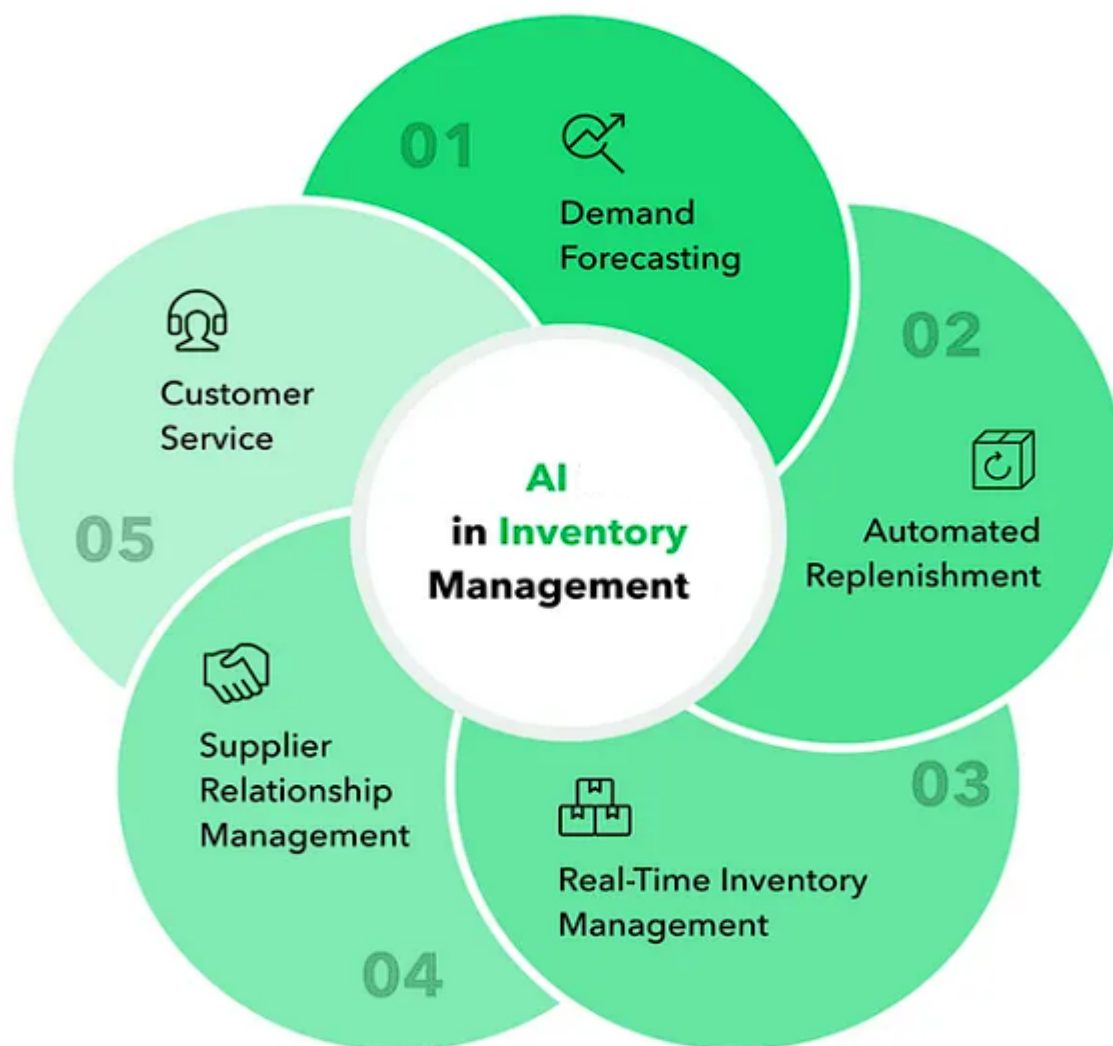 01
Demand
Forecasting
02
Automated
Replenishment
03
Real-Time Inventory
Management
04
Supplier
Relationship
Management
05
Customer
Service
AI
in Inventory
Management